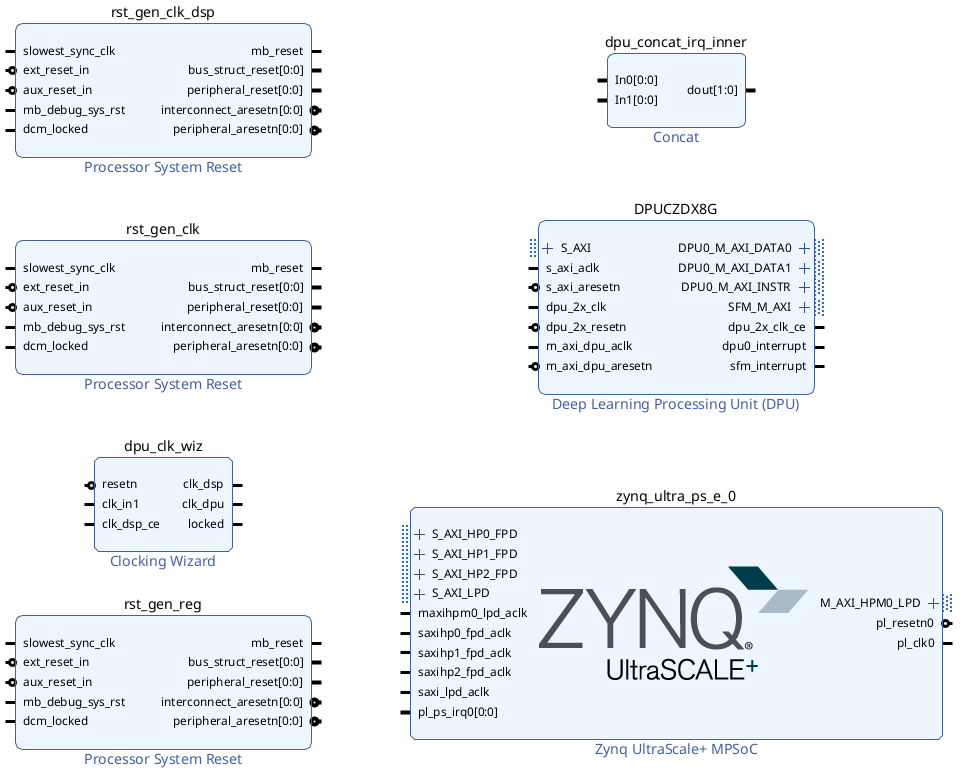 rst_gen_clk_dsp
slowest_sync_clk mb_reset
ext_reset_in bus_struct_reset[0:0]
aux_reset_in peripheral_reset[0:0]
mb_debug_sys_rst interconnect_aresetn[0:0]
dcm_locked peripheral_aresetn[0:0]
Processor System Reset
dpu_concat_irq_inner
In0[0:0]
dout[1:0]
In1[0:0]
Concat
rst_gen_clk
slowest_sync_clk mb_reset
ext_reset_in bus_struct_reset[0:0]
aux_reset_in peripheral_reset[0:0]
mb_debug_sys_rst interconnect_aresetn[0:0]
dcm_locked peripheral_aresetn[0:0]
Processor System Reset
DPUCZDX8G
S_AXI DPU0_M_AXI_DATA0
s_axi_aclk DPU0_M_AXI_DATA1
s_axi_aresetn DPU0_M_AXI_INSTR
dpu_2x_clk SFM_M_AXI
dpu_2x_resetn dpu_2x_clk_ce
m_axi_dpu_aclk dpu0_interrupt
m_axi_dpu_aresetn sfm_interrupt
Deep Learning Processing Unit (DPU)
dpu_clk_wiz
resetn clk_dsp
clk_in1 clk_dpu
clk_dsp_ce locked
Clocking Wizard
rst_gen_reg
slowest_sync_clk mb_reset
ext_reset_in bus_struct_reset[0:0]
aux_reset_in peripheral_reset[0:0]
mb_debug_sys_rst interconnect_aresetn[0:0]
dcm_locked peripheral_aresetn[0:0]
Processor System Reset
zynq_ultra_ps_e_0
S_AXI_HP0_FPD
S_AXI_HP1_FPD
S_AXI_HP2_FPD
S_AXI_LPD
maxihpm0_lpd_aclk
saxihp0_fpd_aclk
saxihp1_fpd_aclk
saxihp2_fpd_aclk
saxi_lpd_aclk
pl_ps_irq0[0:0]
ZYNQ®
UltraSCALE+
M_AXI_HPM0_LPD
pl_resetn0
pl_clk0
Zynq UltraScale+ MPSoC